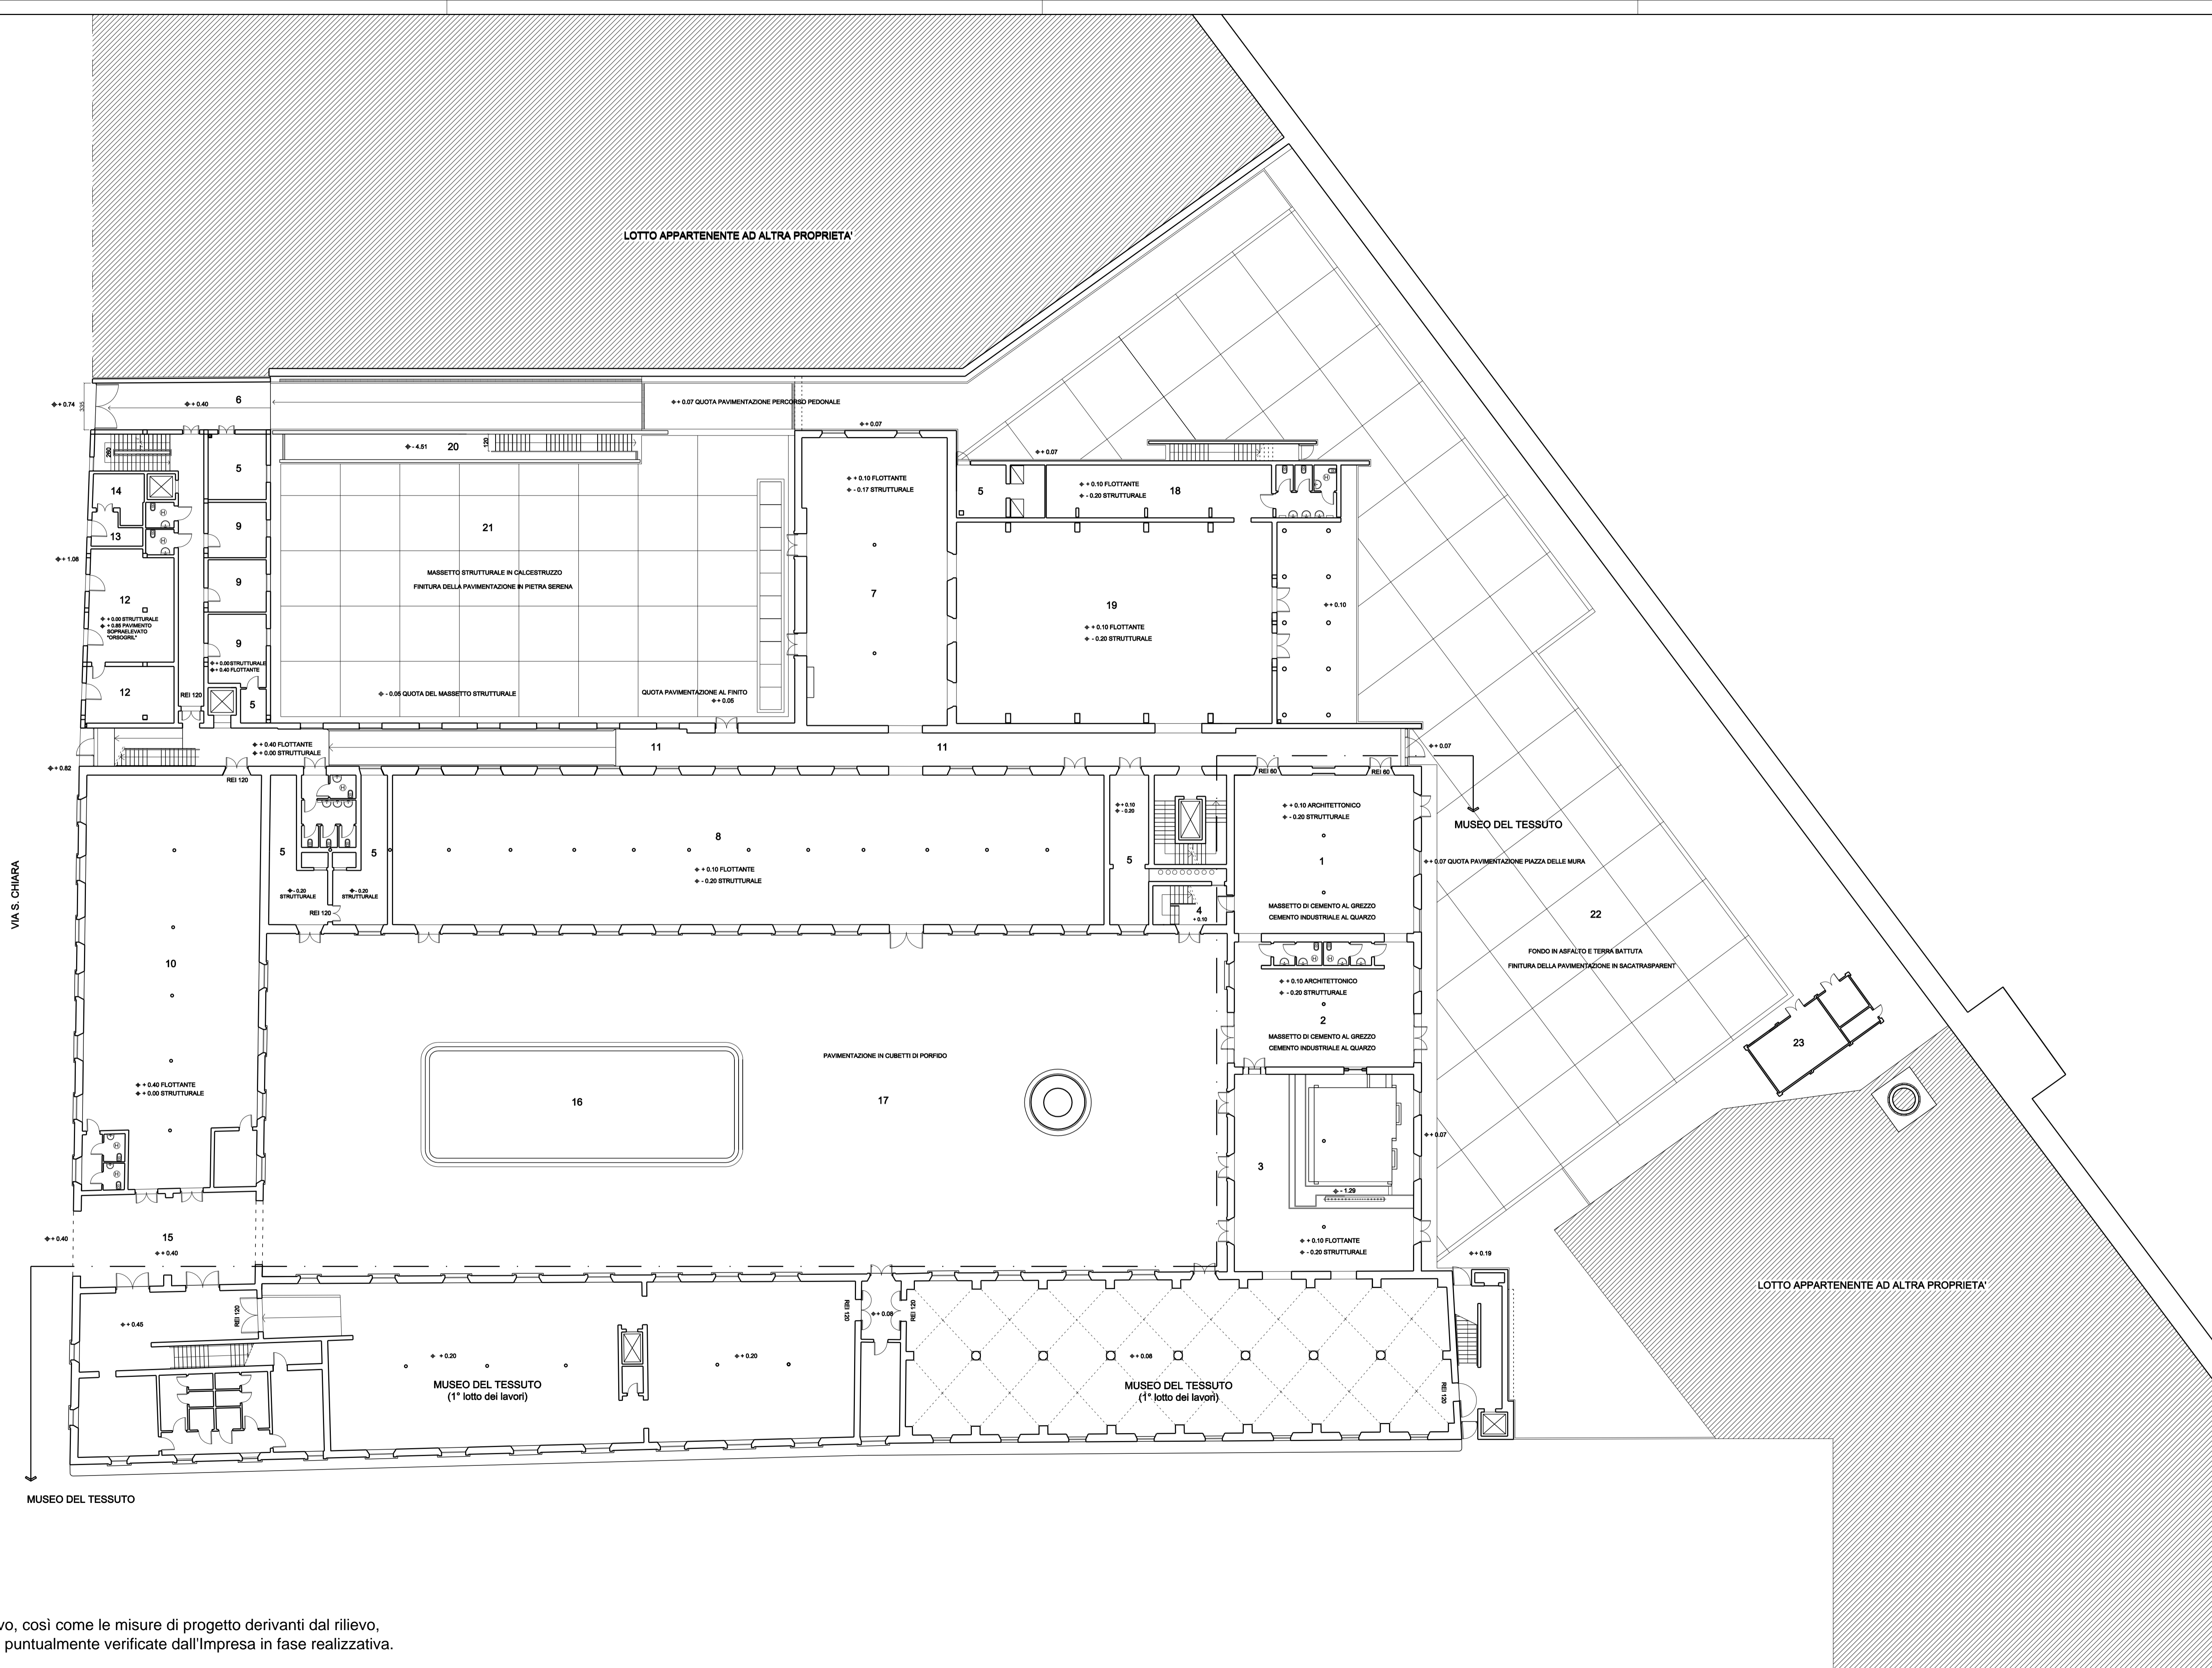 LOTTO APPARTENENTE AD ALTRA PROPRIETA'
+ 0.74
335
+ 0.40
6
+ 0.07 QUOTA PAVIMENTAZIONE PERCORSO PEDONALE
+ 0.07
260
- 4.51
20
120
+ 0.07
5
14
+ 0.10 FLOTTANTE
- 0.17 STRUTTURALE
5
+ 0.10 FLOTTANTE
- 0.20 STRUTTURALE
18
H
H
9
21
13
H
+ 1.08
MASSETTO STRUTTURALE IN CALCESTRUZZO
FINITURA DELLA PAVIMENTAZIONE IN PIETRA SERENA
9
7
12
19
+ 0.10
+ 0.00 STRUTTURALE
+ 0.85 PAVIMENTO
SOPRAELEVATO
"ORSOGRIL"
+ 0.10 FLOTTANTE
- 0.20 STRUTTURALE
9
+ 0.00 STRUTTURALE
+ 0.40 FLOTTANTE
12
REI 120
5
- 0.05 QUOTA DEL MASSETTO STRUTTURALE
QUOTA PAVIMENTAZIONE AL FINITO
+ 0.05
+ 0.40 FLOTTANTE
+ 0.00 STRUTTURALE
11
11
+ 0.07
+ 0.82
REI 120
REI 60
REI 60
H
+ 0.10
- 0.20
+ 0.10 ARCHITETTONICO
- 0.20 STRUTTURALE
MUSEO DEL TESSUTO
8
5
5
5
1
+ 0.07 QUOTA PAVIMENTAZIONE PIAZZA DELLE MURA
+ 0.10 FLOTTANTE
- 0.20 STRUTTURALE
VIA S. CHIARA
- 0.20
STRUTTURALE
- 0.20
STRUTTURALE
REI 120
4
+ 0.10
MASSETTO DI CEMENTO AL GREZZO
CEMENTO INDUSTRIALE AL QUARZO
22
FONDO IN ASFALTO E TERRA BATTUTA
FINITURA DELLA PAVIMENTAZIONE IN SACATRASPARENT
10
H
H
+ 0.10 ARCHITETTONICO
- 0.20 STRUTTURALE
2
MASSETTO DI CEMENTO AL GREZZO
CEMENTO INDUSTRIALE AL QUARZO
23
PAVIMENTAZIONE IN CUBETTI DI PORFIDO
+ 0.40 FLOTTANTE
+ 0.00 STRUTTURALE
16
17
+ 0.07
H
H
3
- 1.29
15
+ 0.40
+ 0.40
+ 0.10 FLOTTANTE
- 0.20 STRUTTURALE
+ 0.19
LOTTO APPARTENENTE AD ALTRA PROPRIETA'
REI 120
+ 0.45
REI 120
+ 0.08
REI 120
+ 0.20
+ 0.20
+ 0.08
MUSEO DEL TESSUTO
(1° lotto dei lavori)
MUSEO DEL TESSUTO
(1° lotto dei lavori)
REI 120
MUSEO DEL TESSUTO
vo, così come le misure di progetto derivanti dal rilievo,
puntualmente verificate dall'Impresa in fase realizzativa.